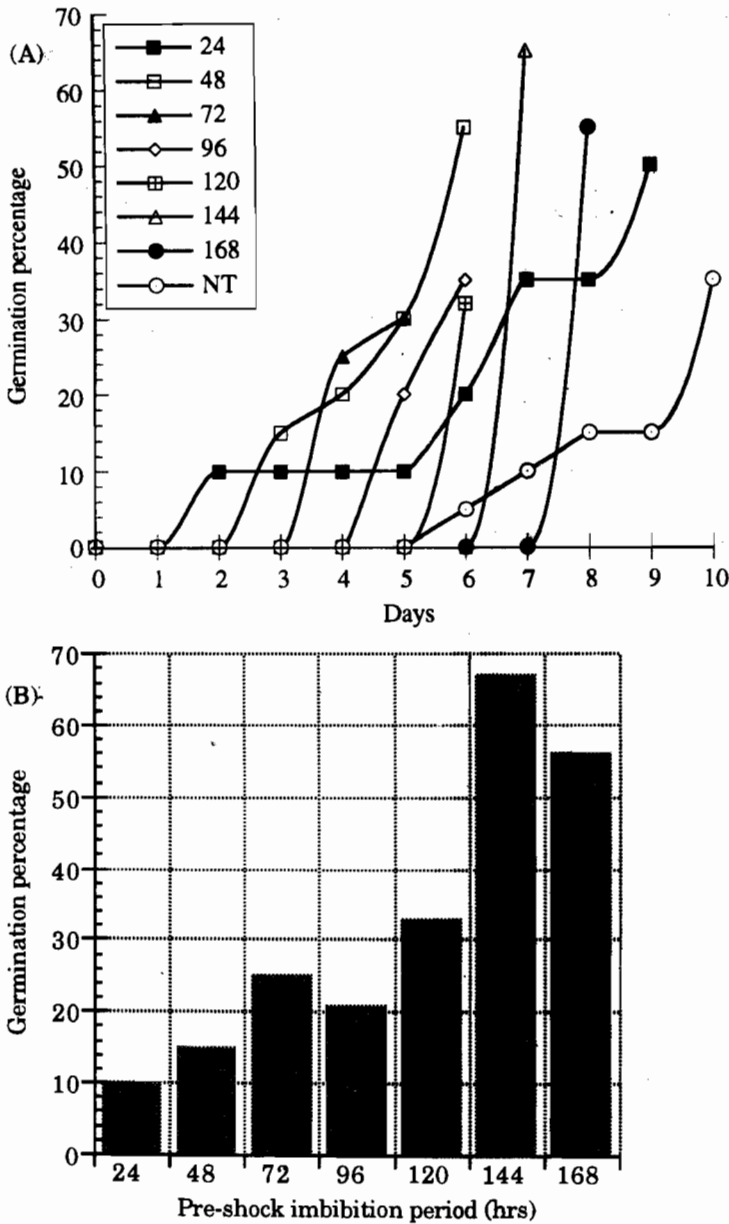 (A)
70
60
50
40
30
20
10
0
Germination percentage
24
48
72
96
120
144
168
NT
0 1 2 3 4 5 6 7 8 9 10
Days
(B)
70
60
50
40
30
20
10
0
Germination percentage
24 48 72 96 120 144 168
Pre-shock imbibition period (hrs)